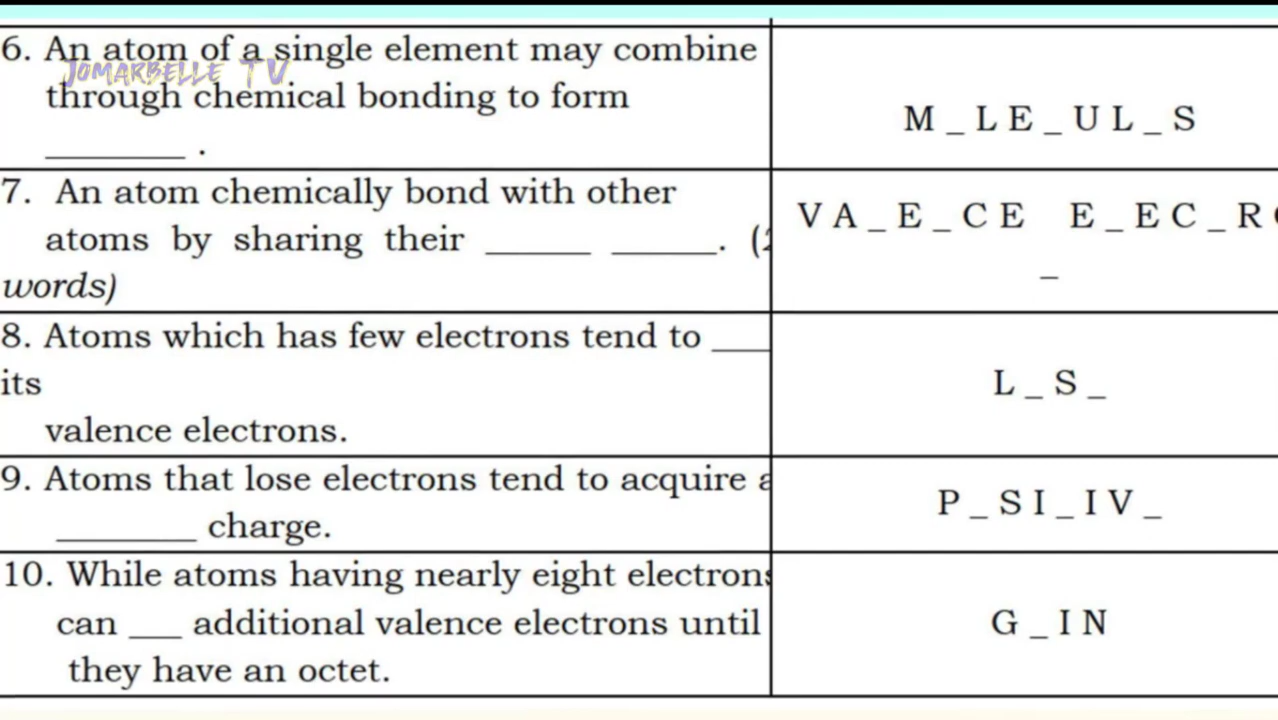 6. An atom of a single element may combine
JOMARBELLE TV
through chemical bonding to form
________ .
M _ L E _ U L _ S
7. An atom chemically bond with other
atoms by sharing their ______ ______. (
words)
V A _ E _ C E E _ E C _ R
_
8. Atoms which has few electrons tend to ____
its
valence electrons.
L _ S _
9. Atoms that lose electrons tend to acquire a
________ charge.
P _ S I _ I V _
10. While atoms having nearly eight electrons
can ___ additional valence electrons until
they have an octet.
G _ I N